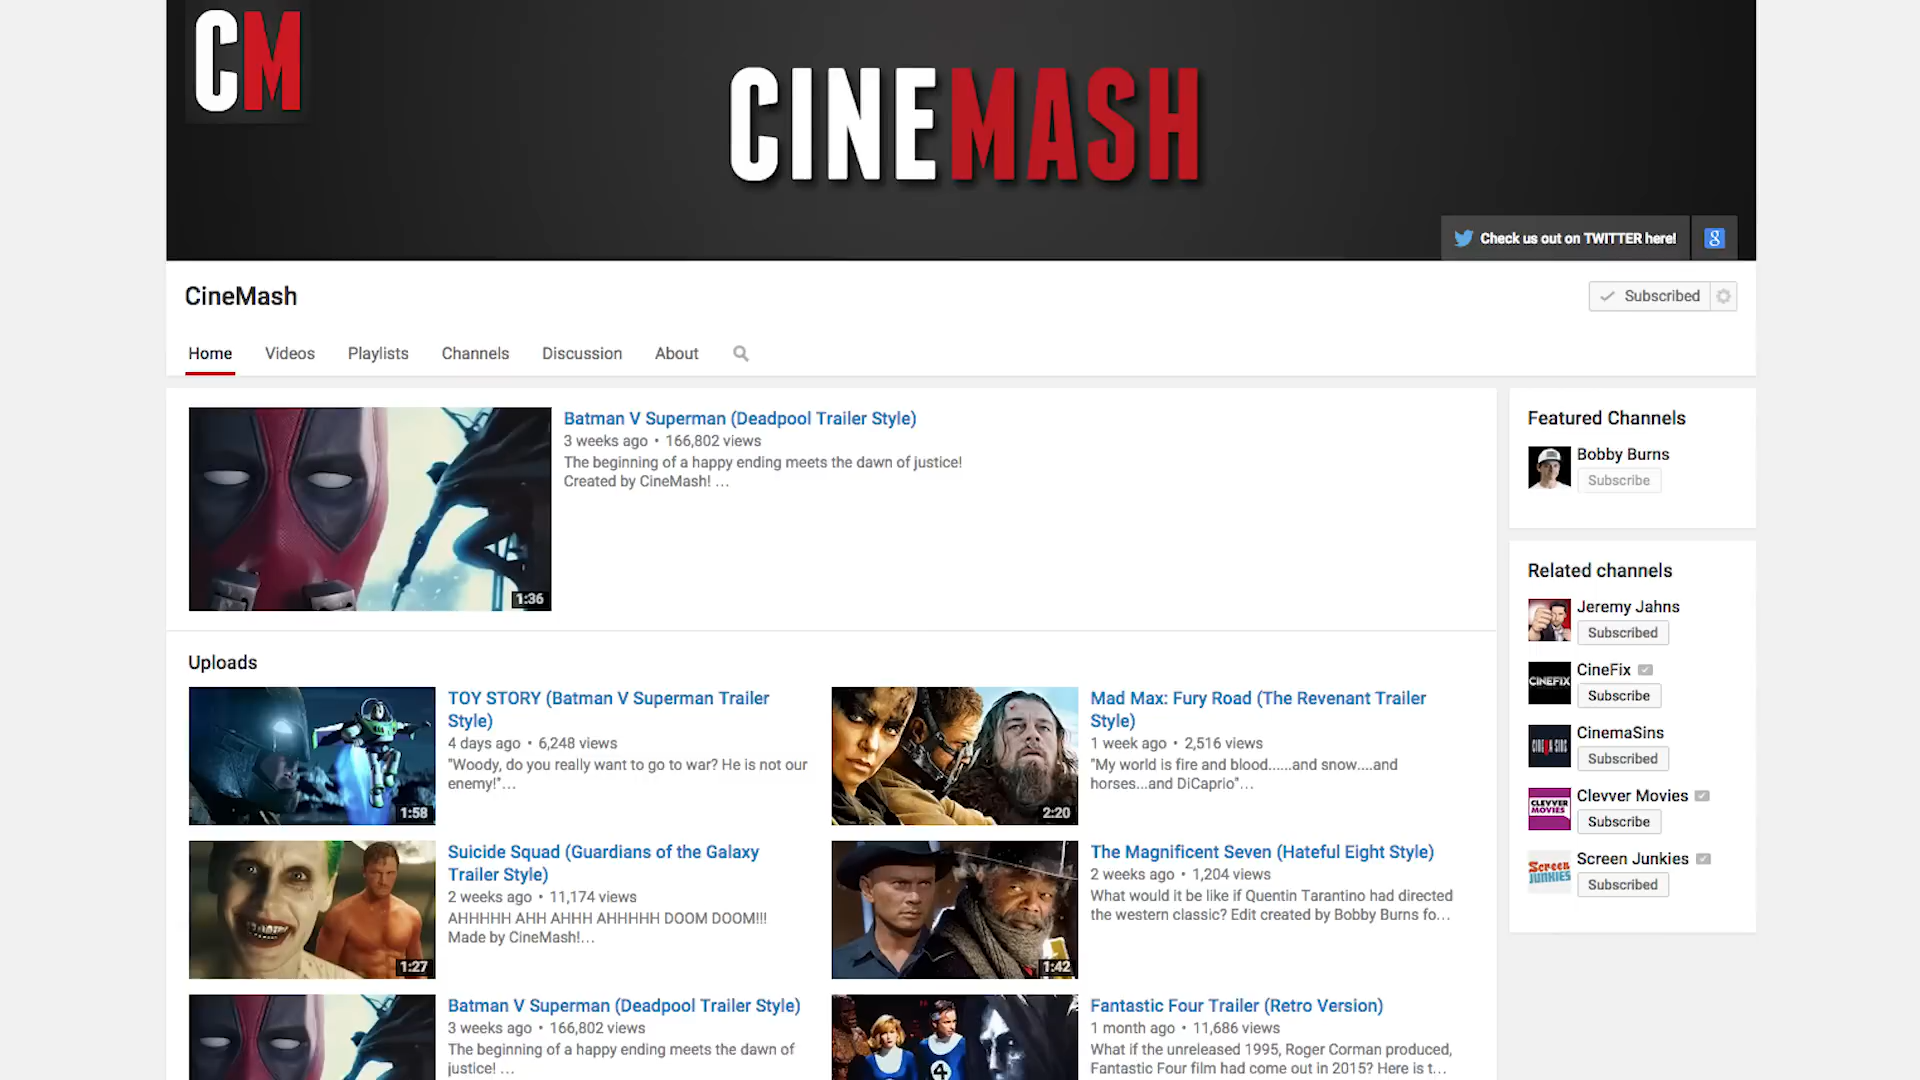 CM
CINEMASH
Check us out on TWITTER here!
g
CineMash
Subscribed
Home Videos Playlists Channels Discussion About
Batman V Superman (Deadpool Trailer Style)
3 weeks ago • 166,802 views
The beginning of a happy ending meets the dawn of justice!
Created by CineMash! ...
1:36
Uploads
TOY STORY (Batman V Superman Trailer
Style)
4 days ago • 6,248 views
"Woody, do you really want to go to war? He is not our
enemy!"...
1:58
Mad Max: Fury Road (The Revenant Trailer
Style)
1 week ago • 2,516 views
"My world is fire and blood......and snow....and
horses...and DiCaprio"...
2:20
Suicide Squad (Guardians of the Galaxy
Trailer Style)
2 weeks ago • 11,174 views
AHHHHH AHH AHHH AHHHHH DOOM DOOM!!!
Made by CineMash!...
1:27
The Magnificent Seven (Hateful Eight Style)
2 weeks ago • 1,204 views
What would it be like if Quentin Tarantino had directed
the western classic? Edit created by Bobby Burns fo...
1:42
Batman V Superman (Deadpool Trailer Style)
3 weeks ago • 166,802 views
The beginning of a happy ending meets the dawn of
justice! ...
Fantastic Four Trailer (Retro Version)
1 month ago • 11,686 views
What if the unreleased 1995, Roger Corman produced,
Fantastic Four film had come out in 2015? Here is t...
4
Featured Channels
Bobby Burns
Subscribe
Related channels
Jeremy Jahns
Subscribed
CINEFIX
CineFix
Subscribe
CINEMA SINS
CinemaSins
Subscribed
CLEVVER
MOVIES
Clevver Movies
Subscribe
SCREEN
JUNKIES
Screen Junkies
Subscribed